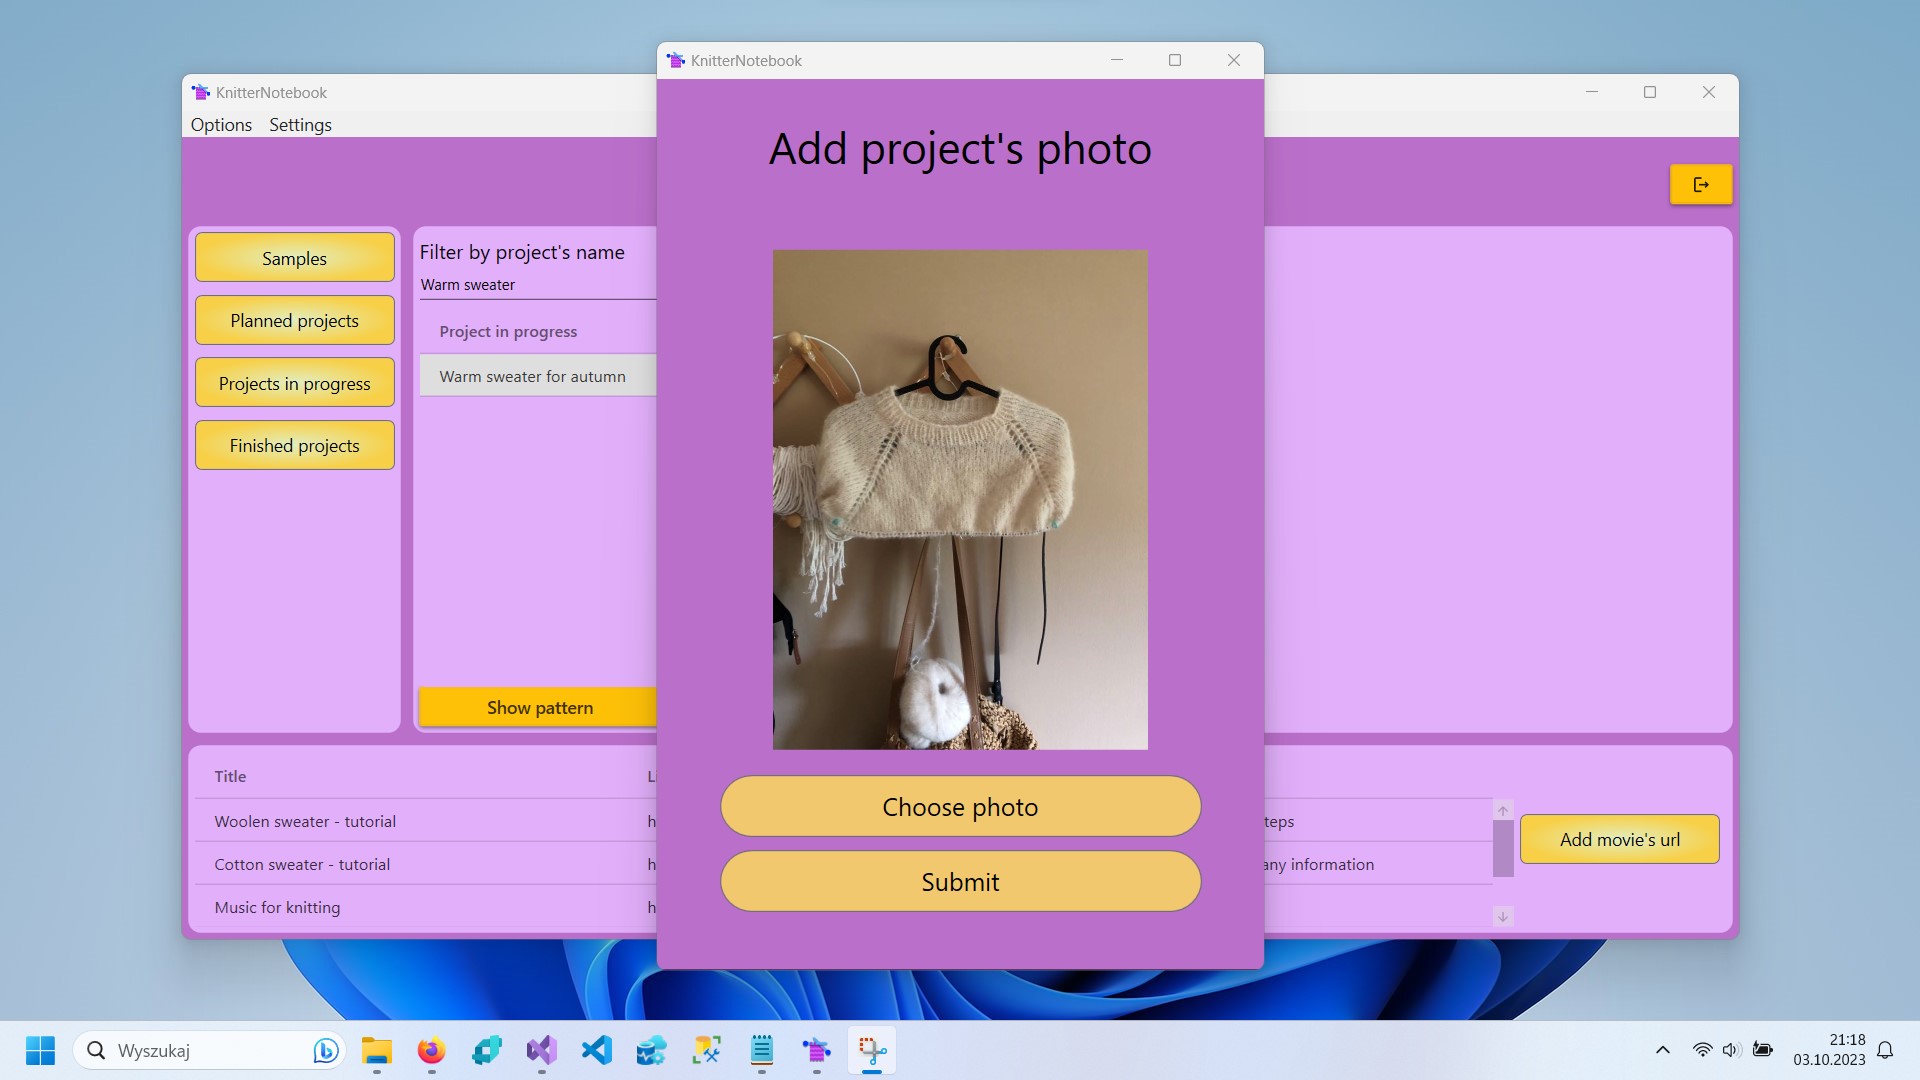 KnitterNotebook
KnitterNotebook
Options Settings
Add project's photo
Samples
Planned projects
Projects in progress
Finished projects
Filter by project's name
Warm sweater
Project in progress
Warm sweater for autumn
Show pattern
Choose photo
Submit
Title
Woolen sweater - tutorial
Cotton sweater - tutorial
any information
Music for knitting
Add movie's url
Wyszukaj
21:18
03.10.2023